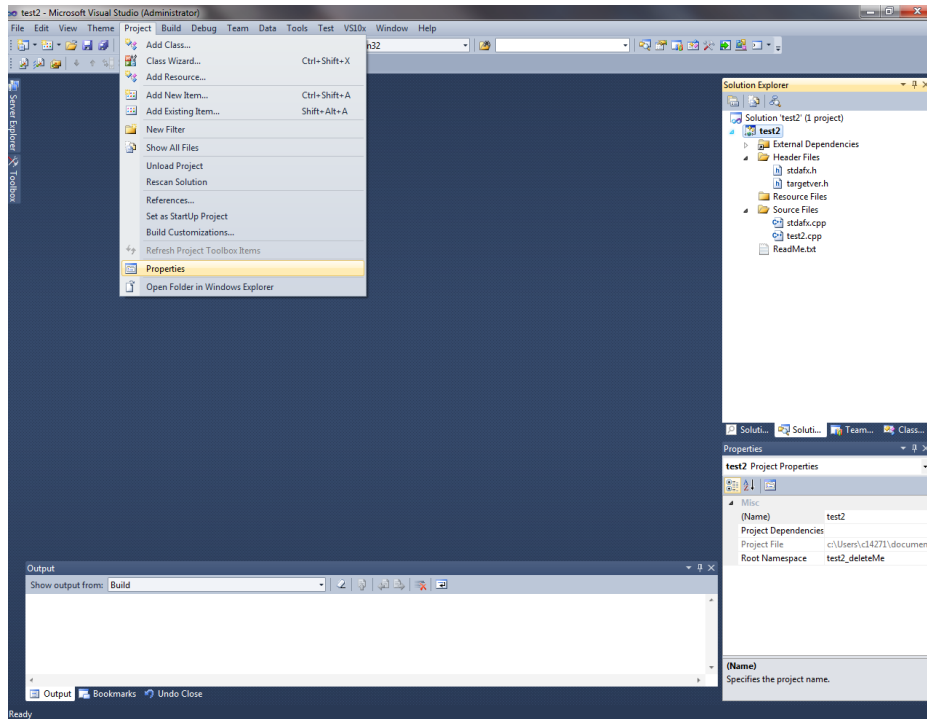 test2 - Microsoft Visual Studio (Administrator)
File Edit View Theme Project Build Debug Team Data Tools Test VS10x Window Help
n32
Add Class...
Class Wizard... Ctrl+Shift+X
Add Resource...
Add New Item... Ctrl+Shift+A
Add Existing Item... Shift+Alt+A
New Filter
Show All Files
Unload Project
Rescan Solution
References...
Set as StartUp Project
Build Customizations...
Refresh Project Toolbox Items
Properties
Open Folder in Windows Explorer
Server Explorer
Toolbox
Solution Explorer
Solution 'test2' (1 project)
test2
External Dependencies
Header Files
stdafx.h
targetver.h
Resource Files
Source Files
stdafx.cpp
test2.cpp
ReadMe.txt
Soluti... Soluti... Team... Class...
Properties
test2 Project Properties
Misc
(Name) test2
Project Dependencies
Project File c:\Users\c14271\documen
Root Namespace test2_deleteMe
(Name)
Specifies the project name.
Output
Show output from: Build
Output Bookmarks Undo Close
Ready